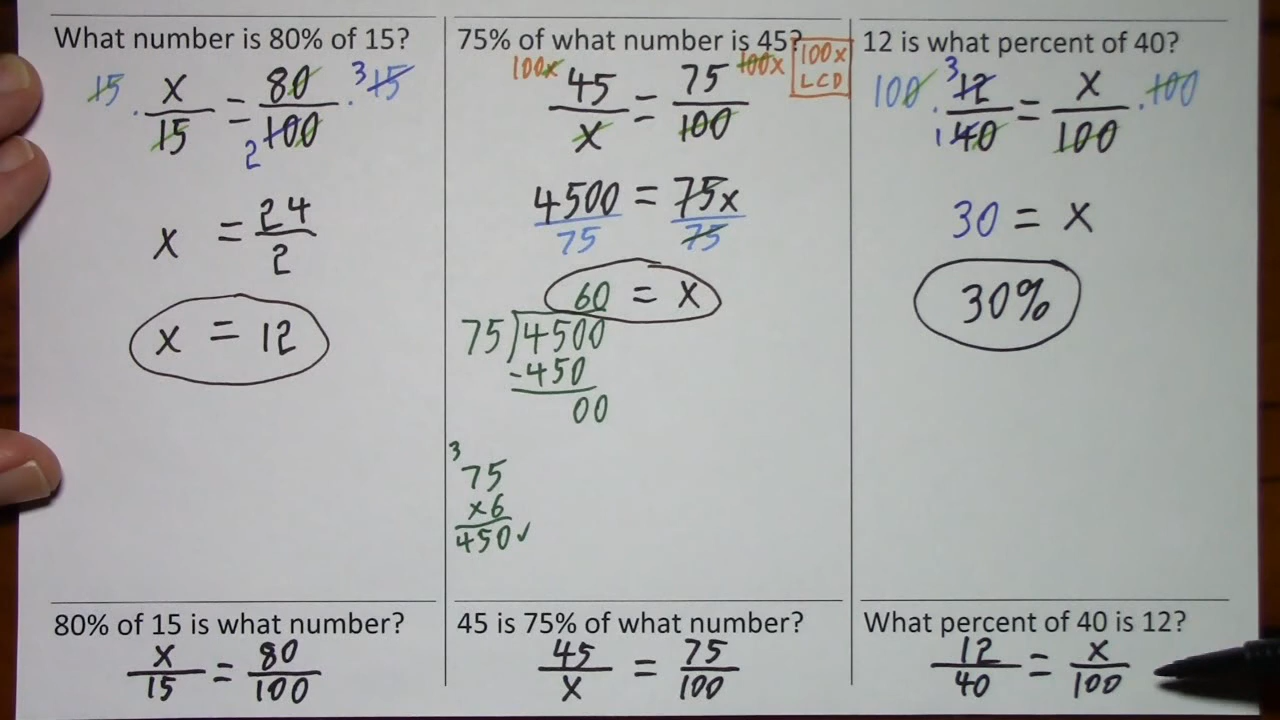 What number is 80% of 15?
15 · x/15 = 80/100 · 15 3
2
x = 24/2
x = 12
75% of what number is 45?
100x 45/x = 75/100 100x
100x
LCD
4500 = 75x
75 75
60 = x
75 4500
-450
00
3
75
x6
450✓
12 is what percent of 40?
3
100 · 12/40 = x/100 · 100
1
30 = x
30%
80% of 15 is what number?
x/15 = 80/100
45 is 75% of what number?
45/x = 75/100
What percent of 40 is 12?
12/40 = x/100